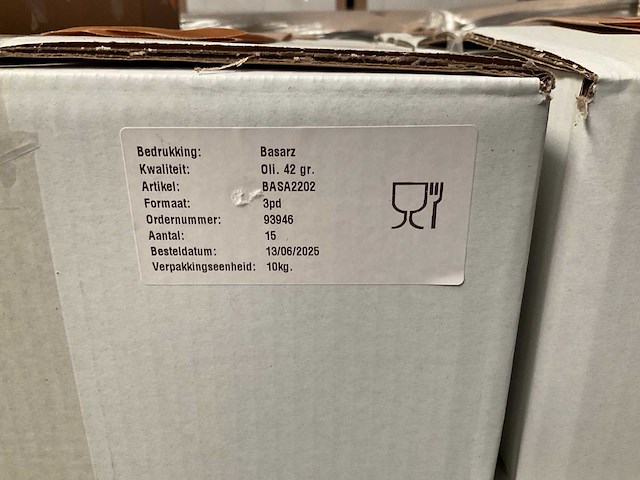 Bedrukking: Basarz
Kwaliteit: Oli. 42 gr.
Artikel: BASA2202
Formaat: 3pd
Ordernummer: 93946
Aantal: 15
Besteldatum: 13/06/2025
Verpakkingseenheid: 10kg.